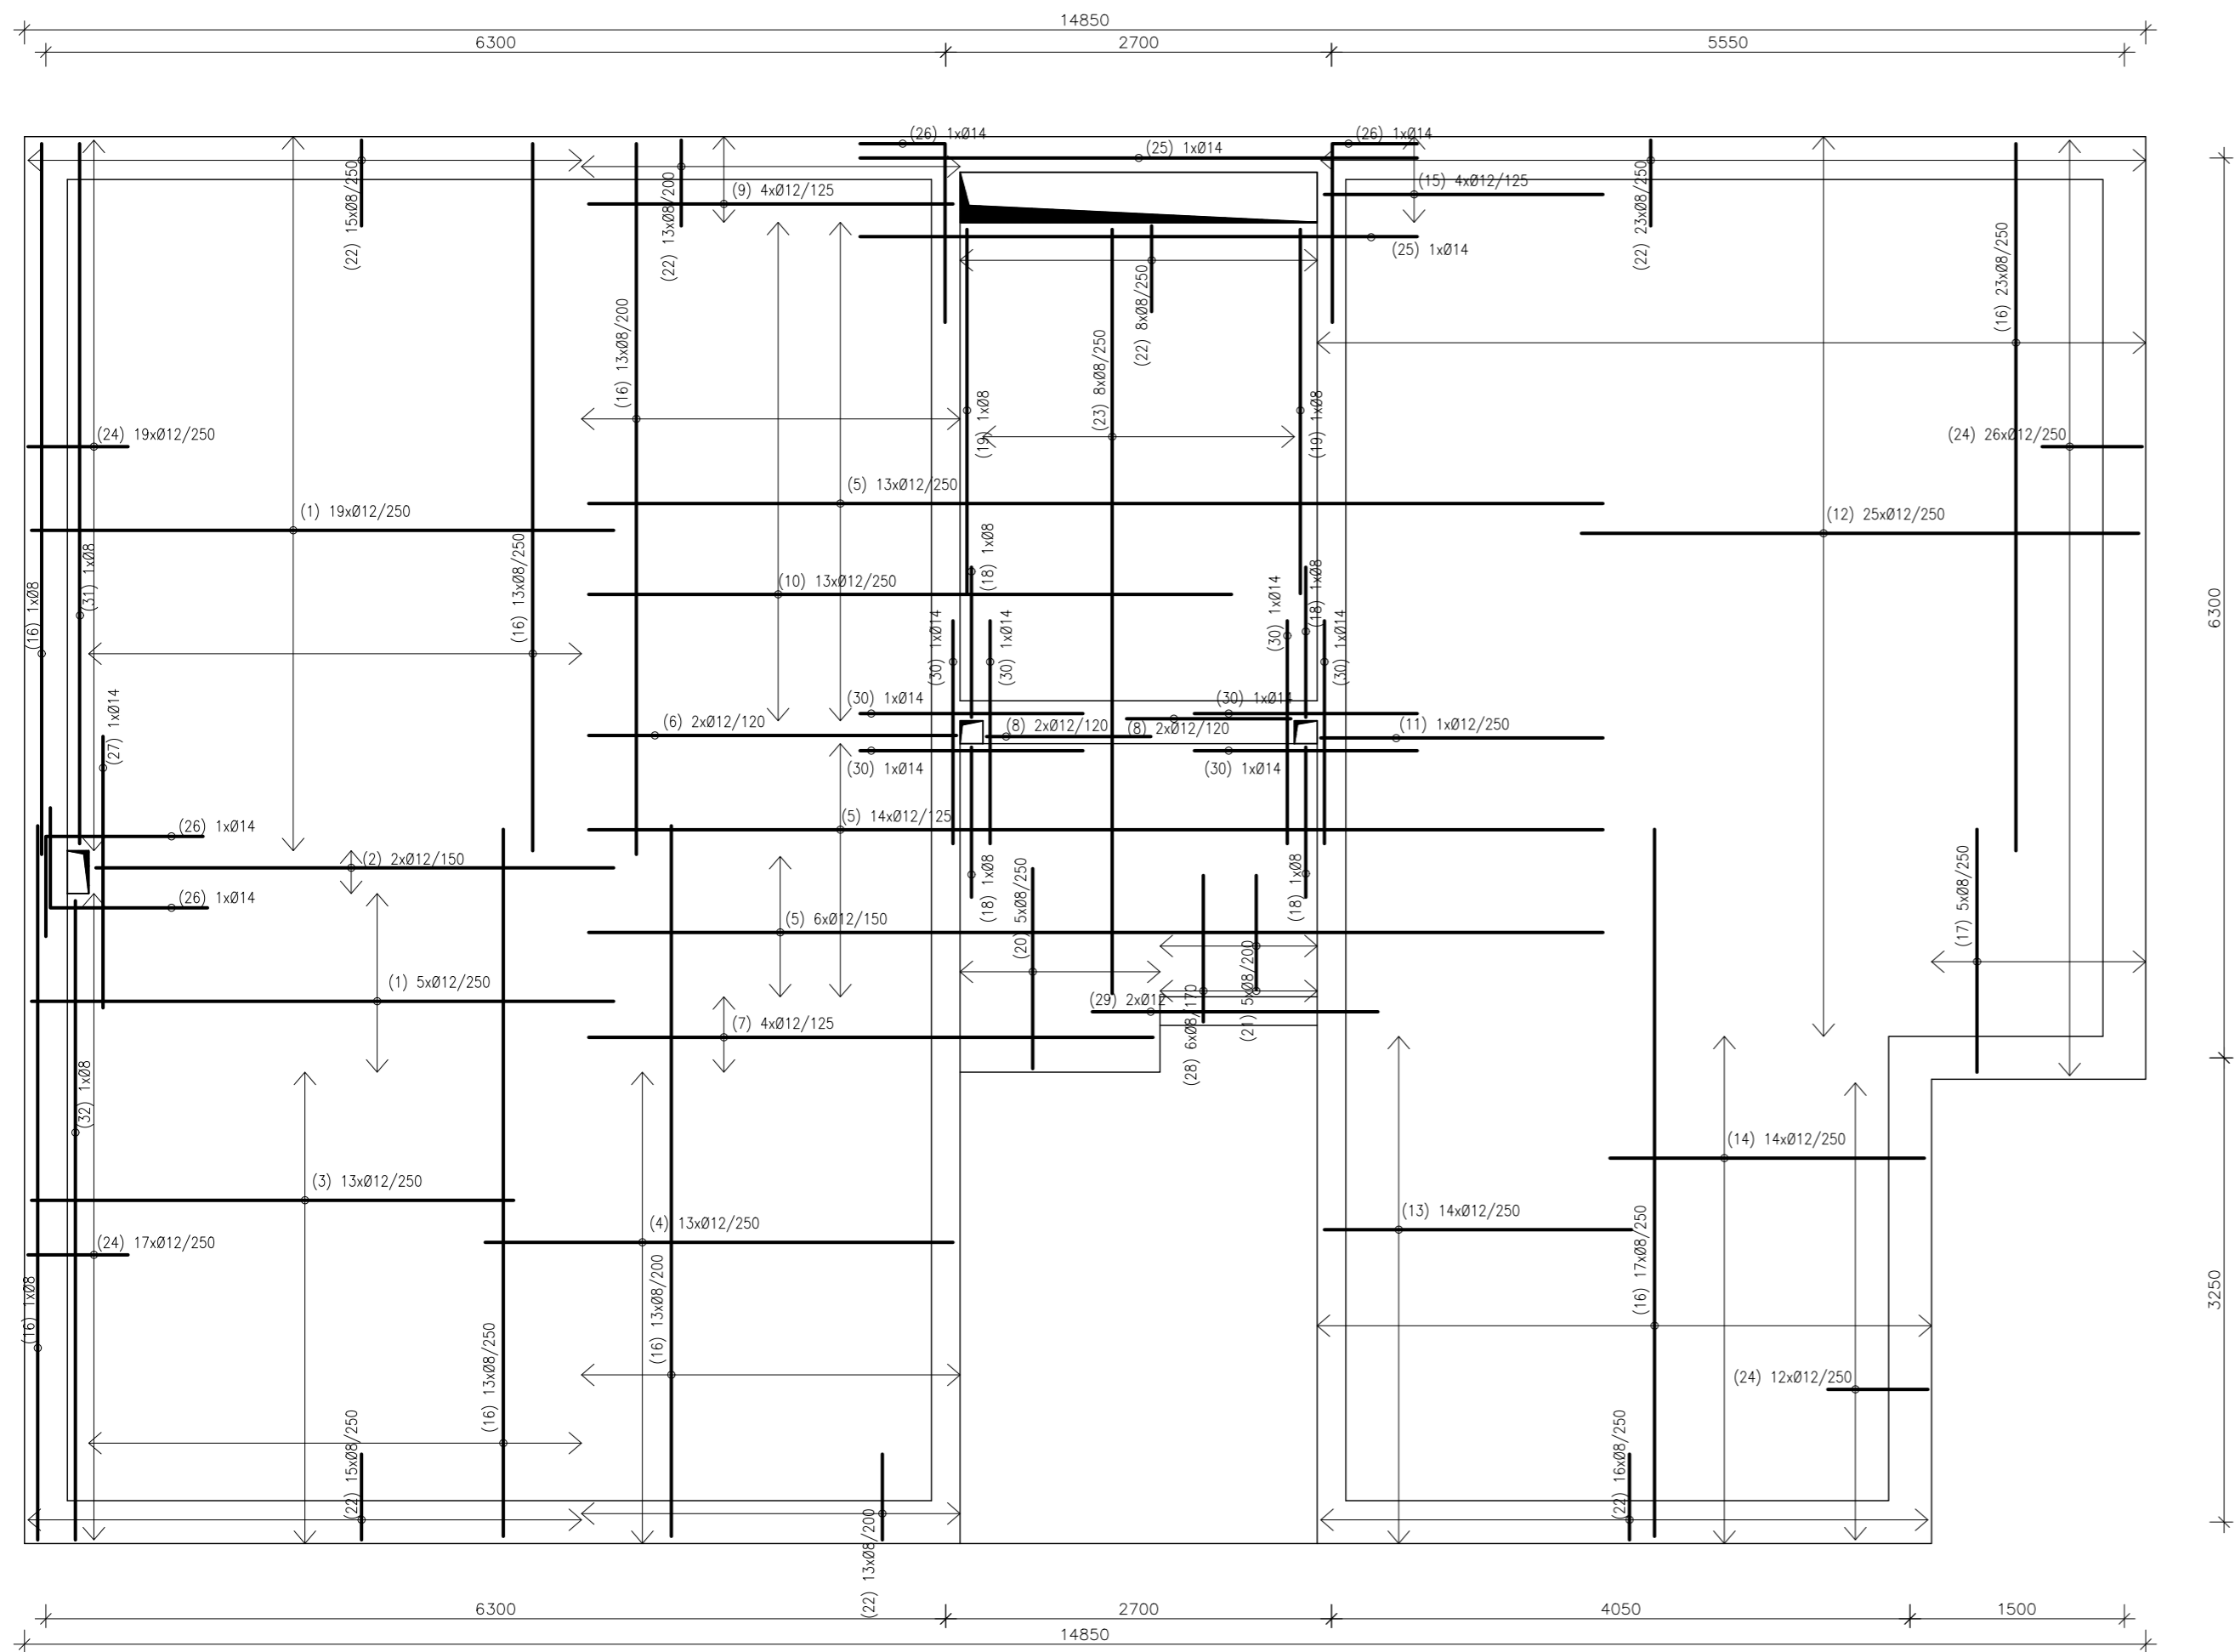 14850
6300
2700
5550
(26) 1xØ14
(25) 1xØ14
(26) 1xØ14
(22) 15xØ8/250
(22) 13xØ8/200
(9) 4xØ12/125
(15) 4xØ12/125
(22) 23xØ8/250
(25) 1xØ14
(16) 23xØ8/250
(22) 8xØ8/250
(16) 13xØ8/200
(23) 8xØ8/250
(19) 1xØ8
(19) 1xØ8
(24) 19xØ12/250
(24) 26xØ12/250
(5) 13xØ12/250
(1) 19xØ12/250
(12) 25xØ12/250
(16) 13xØ8/250
(18) 1xØ8
(31) 1xØ8
(10) 13xØ12/250
(16) 1xØ8
(30) 1xØ14
(30) 1xØ14
(30) 1xØ14
(18) 1xØ8
(30) 1xØ14
6300
(27) 1xØ14
(30) 1xØ14
(30) 1xØ14
(6) 2xØ12/120
(8) 2xØ12/120
(8) 2xØ12/120
(11) 1xØ12/250
(30) 1xØ14
(30) 1xØ14
(26) 1xØ14
(5) 14xØ12/125
(2) 2xØ12/150
(18) 1xØ8
(18) 1xØ8
(20) 5xØ8/250
(17) 5xØ8/250
(26) 1xØ14
(5) 6xØ12/150
(1) 5xØ12/250
(29) 2xØ12
(28) 6xØ8/170
(21) 5xØ8/200
(7) 4xØ12/125
(32) 1xØ8
(14) 14xØ12/250
(3) 13xØ12/250
(13) 14xØ12/250
(4) 13xØ12/250
(24) 17xØ12/250
(16) 1xØ8
(16) 13xØ8/200
(16) 17xØ8/250
3250
(16) 13xØ8/250
(24) 12xØ12/250
(22) 15xØ8/250
(22) 16xØ8/250
(22) 13xØ8/200
6300
2700
4050
1500
14850